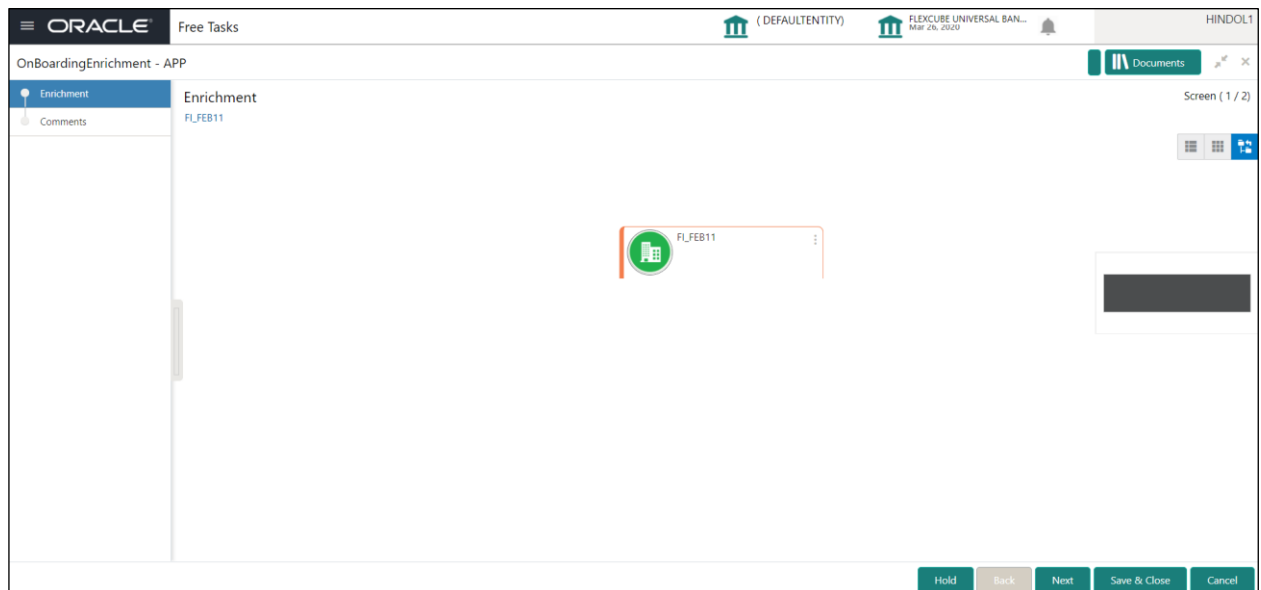 ORACLE
Free Tasks
( DEFAULTENTITY)
FLEXCUBE UNIVERSAL BAN...
Mar 26, 2020
HINDOL1
OnBoardingEnrichment - APP
Documents
Enrichment
Comments
Enrichment
Screen ( 1 / 2)
FI_FEB11
FI_FEB11
Hold
Back
Next
Save & Close
Cancel